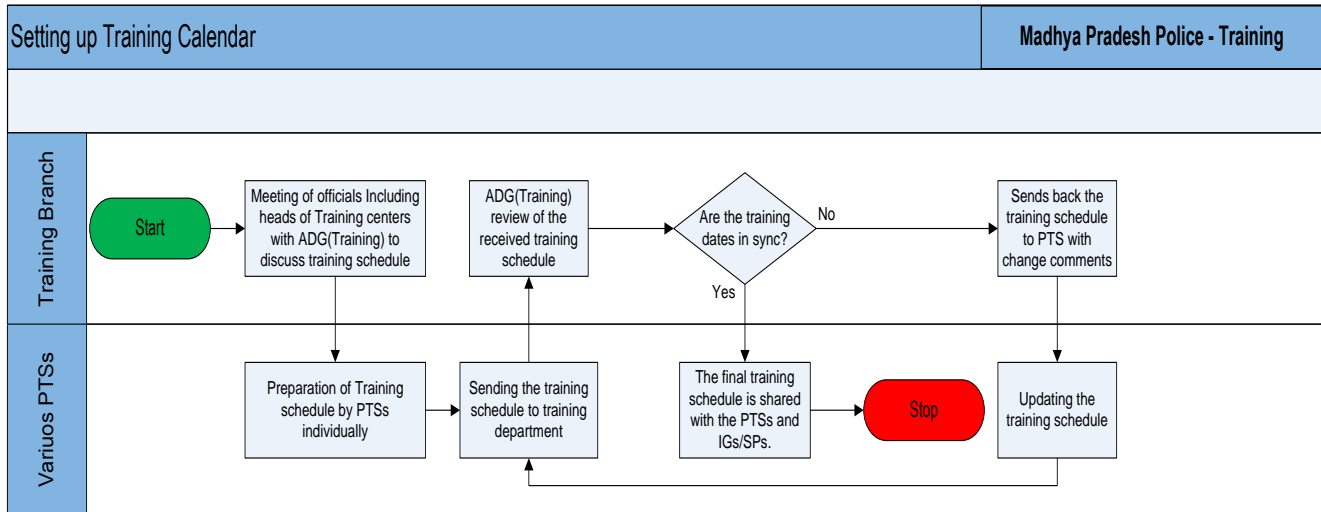 Setting up Training Calendar
Madhya Pradesh Police - Training
Training Branch
Start
Meeting of officials Including
heads of Training centers
with ADG(Training) to
discuss training schedule
ADG(Training)
review of the
received training
schedule
Are the training
dates in sync?
No
Yes
Sends back the
training schedule
to PTS with
change comments
Variuos PTSs
Preparation of Training
schedule by PTSs
individually
Sending the training
schedule to training
department
The final training
schedule is shared
with the PTSs and
IGs/SPs.
Stop
Updating the
training schedule